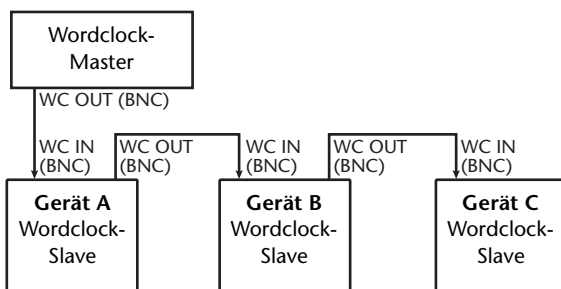 Wordclock-
Master
WC OUT (BNC)
WC IN
(BNC)
WC OUT
(BNC)
WC IN
(BNC)
WC OUT
(BNC)
WC IN
(BNC)
Gerät A
Wordclock-
Slave
Gerät B
Wordclock-
Slave
Gerät C
Wordclock-
Slave